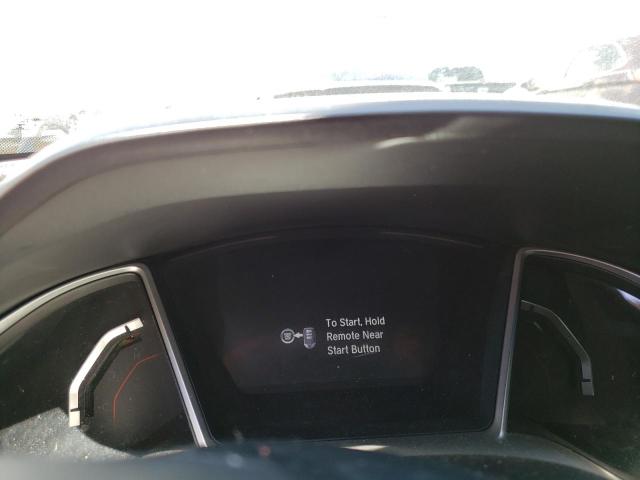 To Start, Hold
Remote Near
Start Button